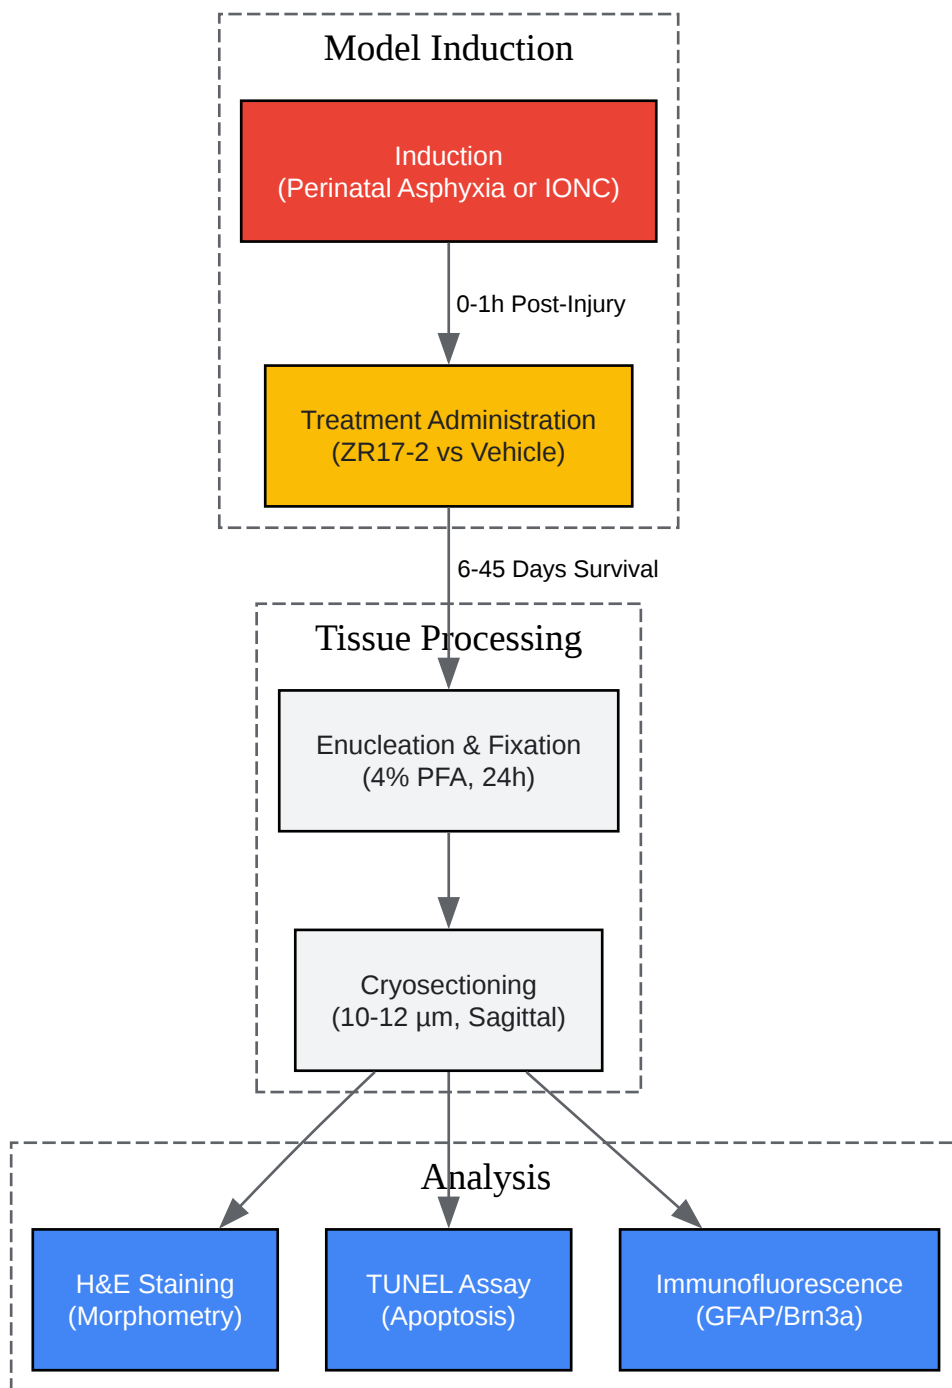 Model Induction
Induction
(Perinatal Asphyxia or IONC)
0-1h Post-Injury
Treatment Administration
(ZR17-2 vs Vehicle)
6-45 Days Survival
Tissue Processing
Enucleation & Fixation
(4% PFA, 24h)
Cryosectioning
(10-12 µm, Sagittal)
Analysis
H&E Staining
(Morphometry)
TUNEL Assay
(Apoptosis)
Immunofluorescence
(GFAP/Brn3a)